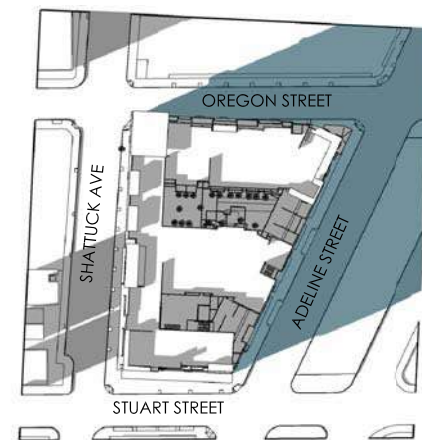 OREGON STREET
SHATTUCK AVE
ADELINE STREET
STUART STREET